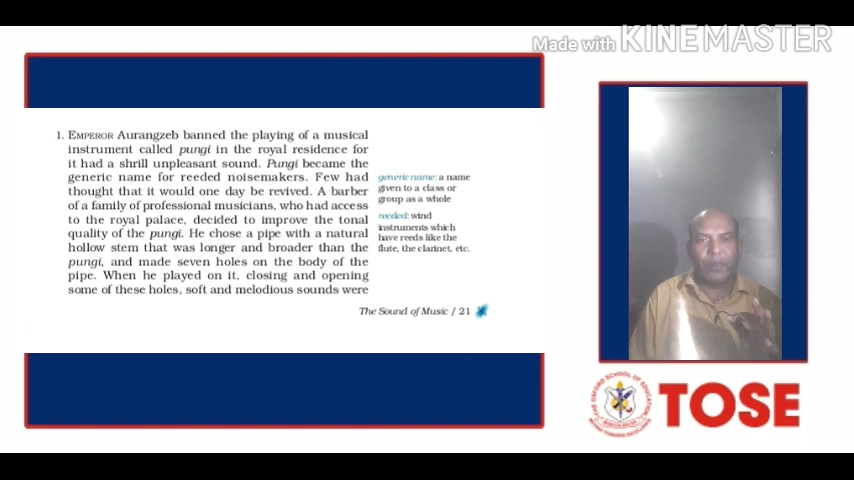 Made with KINEMASTER
1. EMPEROR Aurangzeb banned the playing of a musical
instrument called pungi in the royal residence for
it had a shrill unpleasant sound. Pungi became the
generic name for reeded noisemakers. Few had
thought that it would one day be revived. A barber
of a family of professional musicians, who had access
to the royal palace, decided to improve the tonal
quality of the pungi. He chose a pipe with a natural
hollow stem that was longer and broader than the
pungi, and made seven holes on the body of the
pipe. When he played on it, closing and opening
some of these holes, soft and melodious sounds were
generic name: a name
given to a class or
group as a whole
reeded: wind
instruments which
have reeds like the
flute, the clarinet, etc.
The Sound of Music / 21
THE OXFORD SCHOOL OF EDUCATION
TOSE